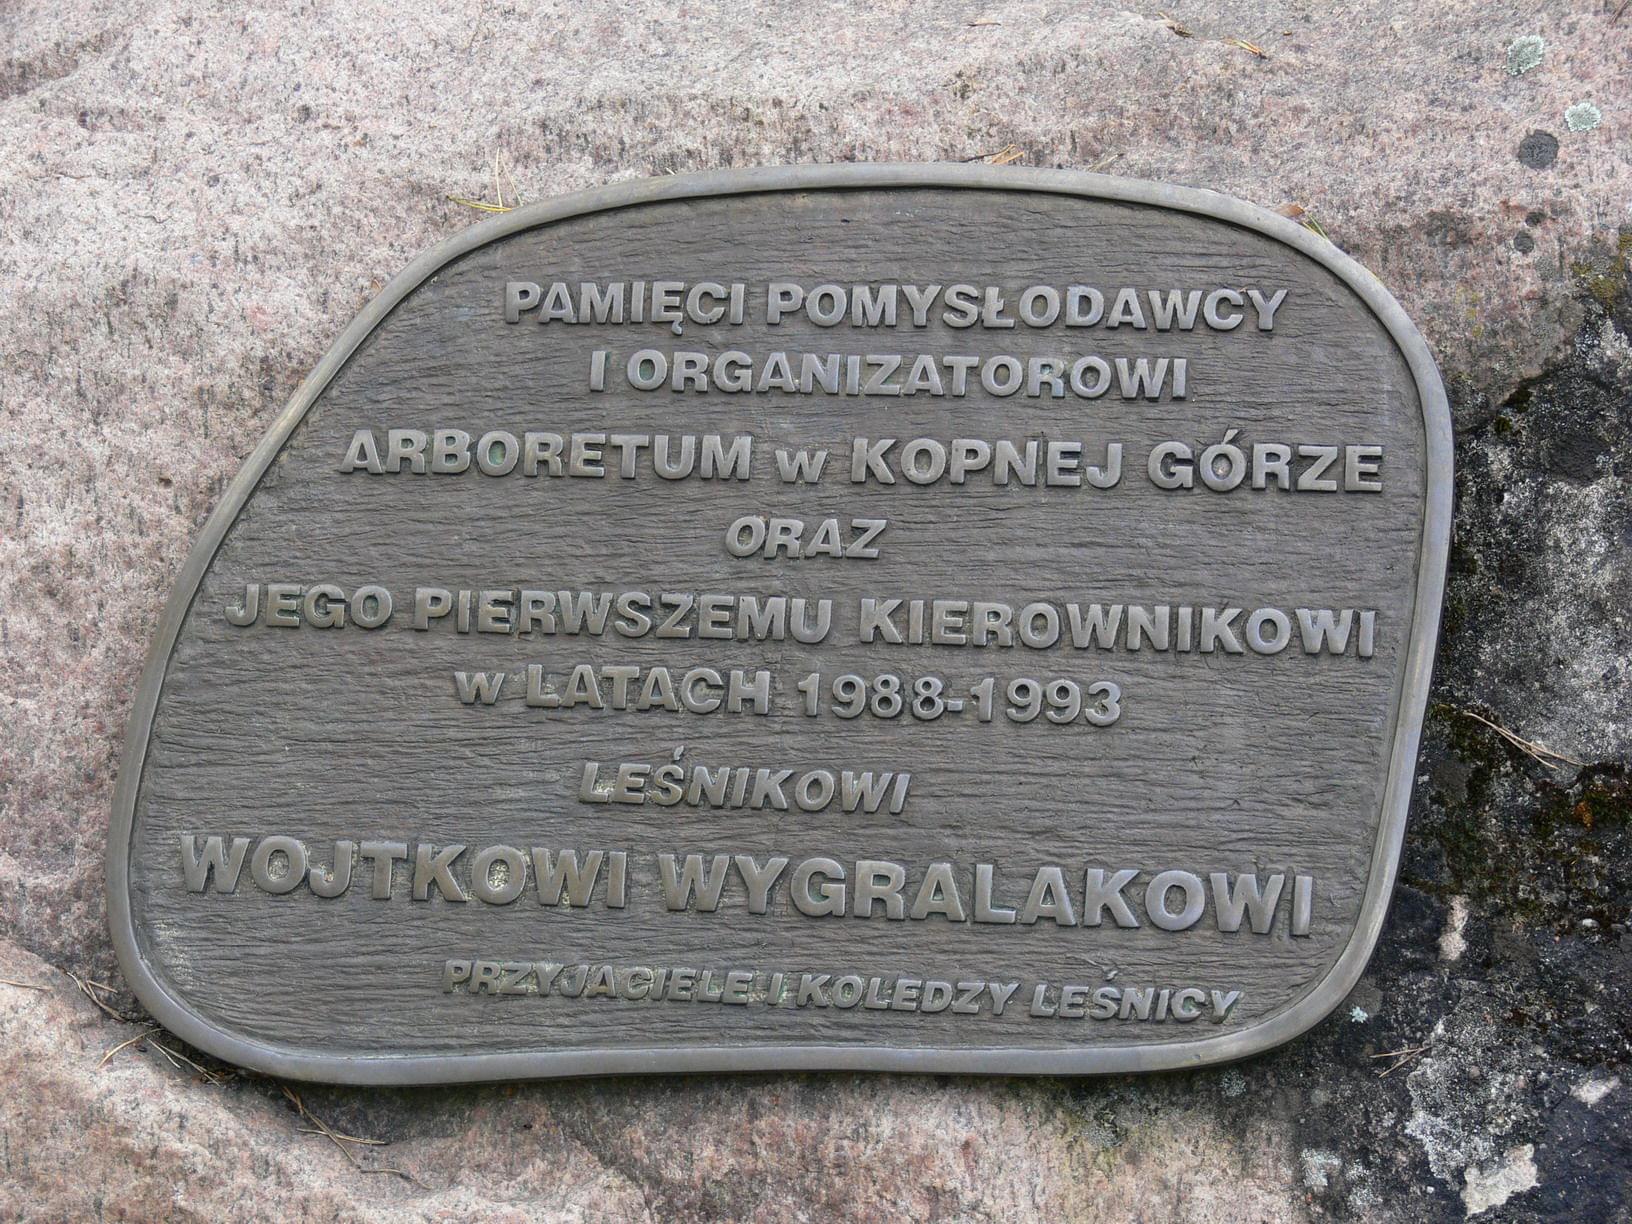 PAMIĘCI POMYSŁODAWCY
I ORGANIZATOROWI
ARBORETUM w KOPNEJ GÓRZE
ORAZ
JEGO PIERWSZEMU KIEROWNIKOWI
w LATACH 1988-1993
LEŚNIKOWI
WOJTKOWI WYGRALAKOWI
PRZYJACIELE I KOLEDZY LEŚNICY